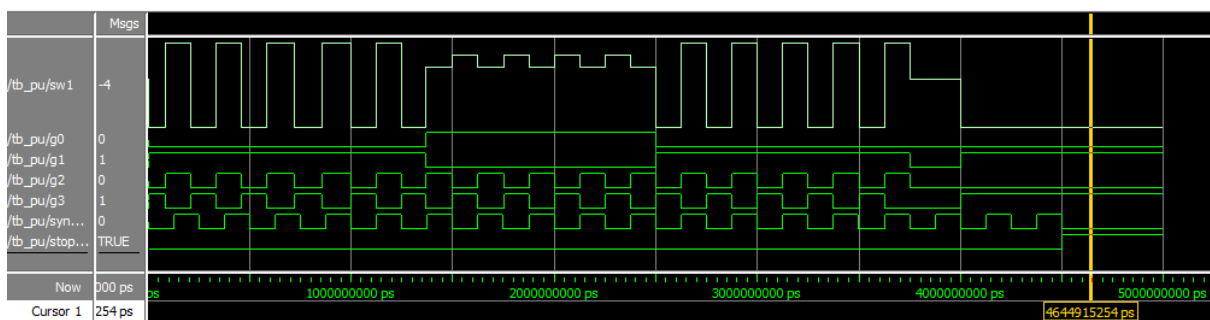 Msgs
/tb_pu/sw1 -4
/tb_pu/g0 0
/tb_pu/g1 1
/tb_pu/g2 0
/tb_pu/g3 1
/tb_pu/syn... 0
/tb_pu/stop... TRUE
Now 000 ps ps 1000000000 ps 2000000000 ps 3000000000 ps 4000000000 ps 5000000000 ps
Cursor 1 254 ps 4644915254 ps